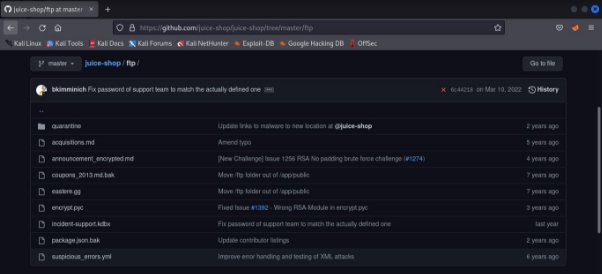 juice-shop/ftp at master
https://github.com/juice-shop/juice-shop/tree/master/ftp
Kali Linux Kali Tools Kali Docs Kali Forums Kali NetHunter Exploit-DB Google Hacking DB OffSec
master juice-shop / ftp / Go to file
bkimminich Fix password of support team to match the actually defined one 6c44213 on Mar 10, 2022 History
..
quarantine Update links to malware to new location at @juice-shop 2 years ago
acquisitions.md Amend typo 5 years ago
announcement_encrypted.md [New Challenge] Issue 1256 RSA No padding brute force challenge (#1274) 4 years ago
coupons_2013.md.bak Move /ftp folder out of /app/public 7 years ago
eastere.gg Move /ftp folder out of /app/public 7 years ago
encrypt.pyc Fixed Issue #1392 - Wrong RSA-Module in encrypt.pyc 3 years ago
incident-support.kdbx Fix password of support team to match the actually defined one last year
package.json.bak Update contributor listings 2 years ago
suspicious_errors.yml Improve error handling and testing of XML attacks 6 years ago